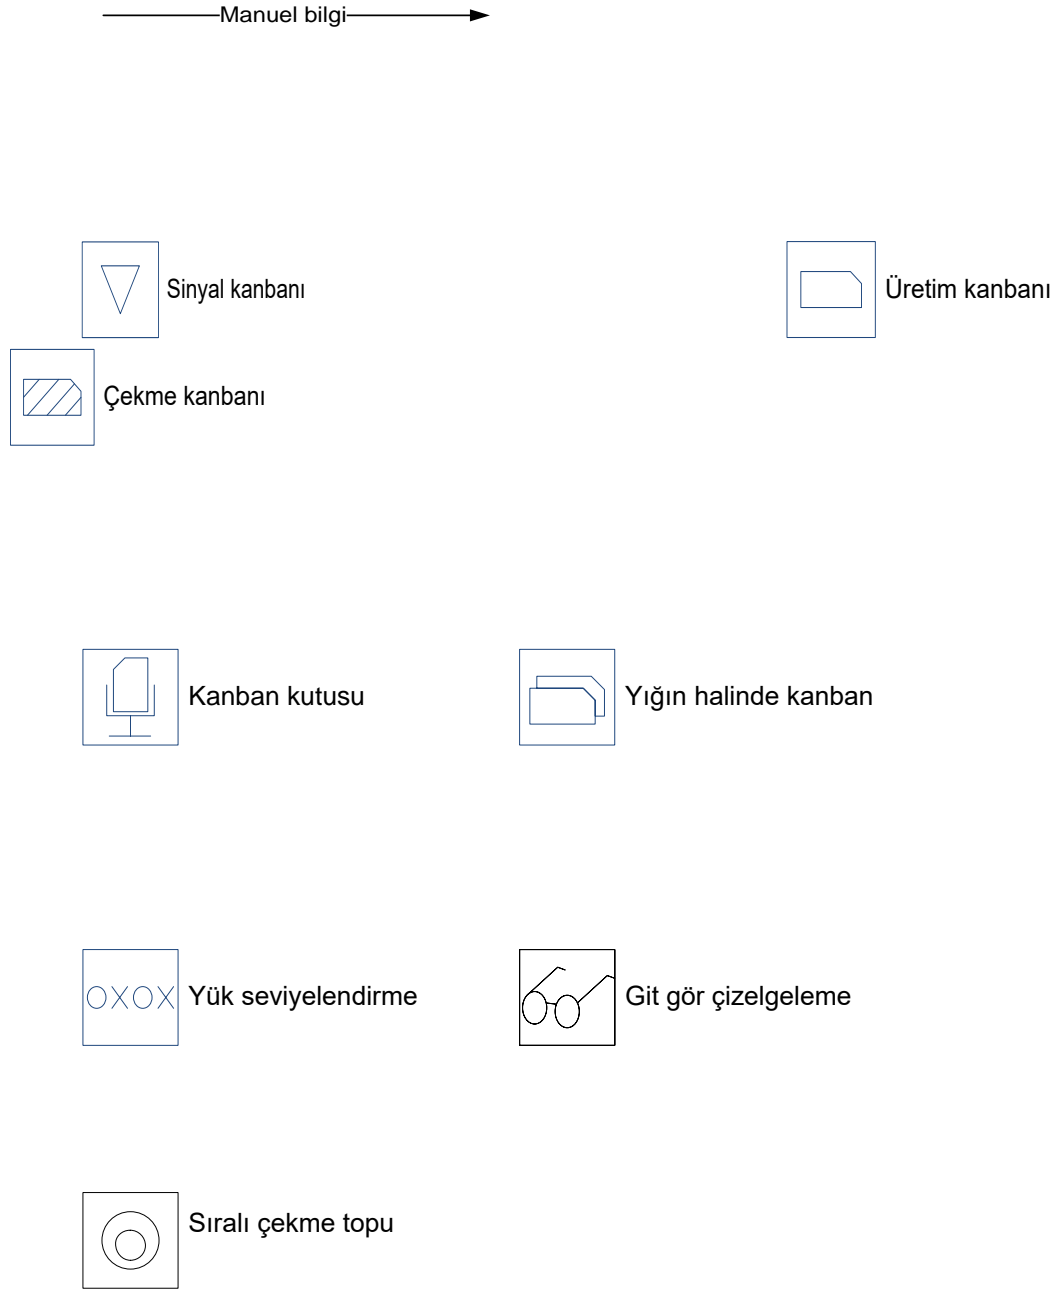 Manuel bilgi
Sinyal kanbanı
Üretim kanbanı
Çekme kanbanı
Kanban kutusu
Yığın halinde kanban
OXOX
Yük seviyelendirme
Git gör çizelgeleme
Sıralı çekme topu